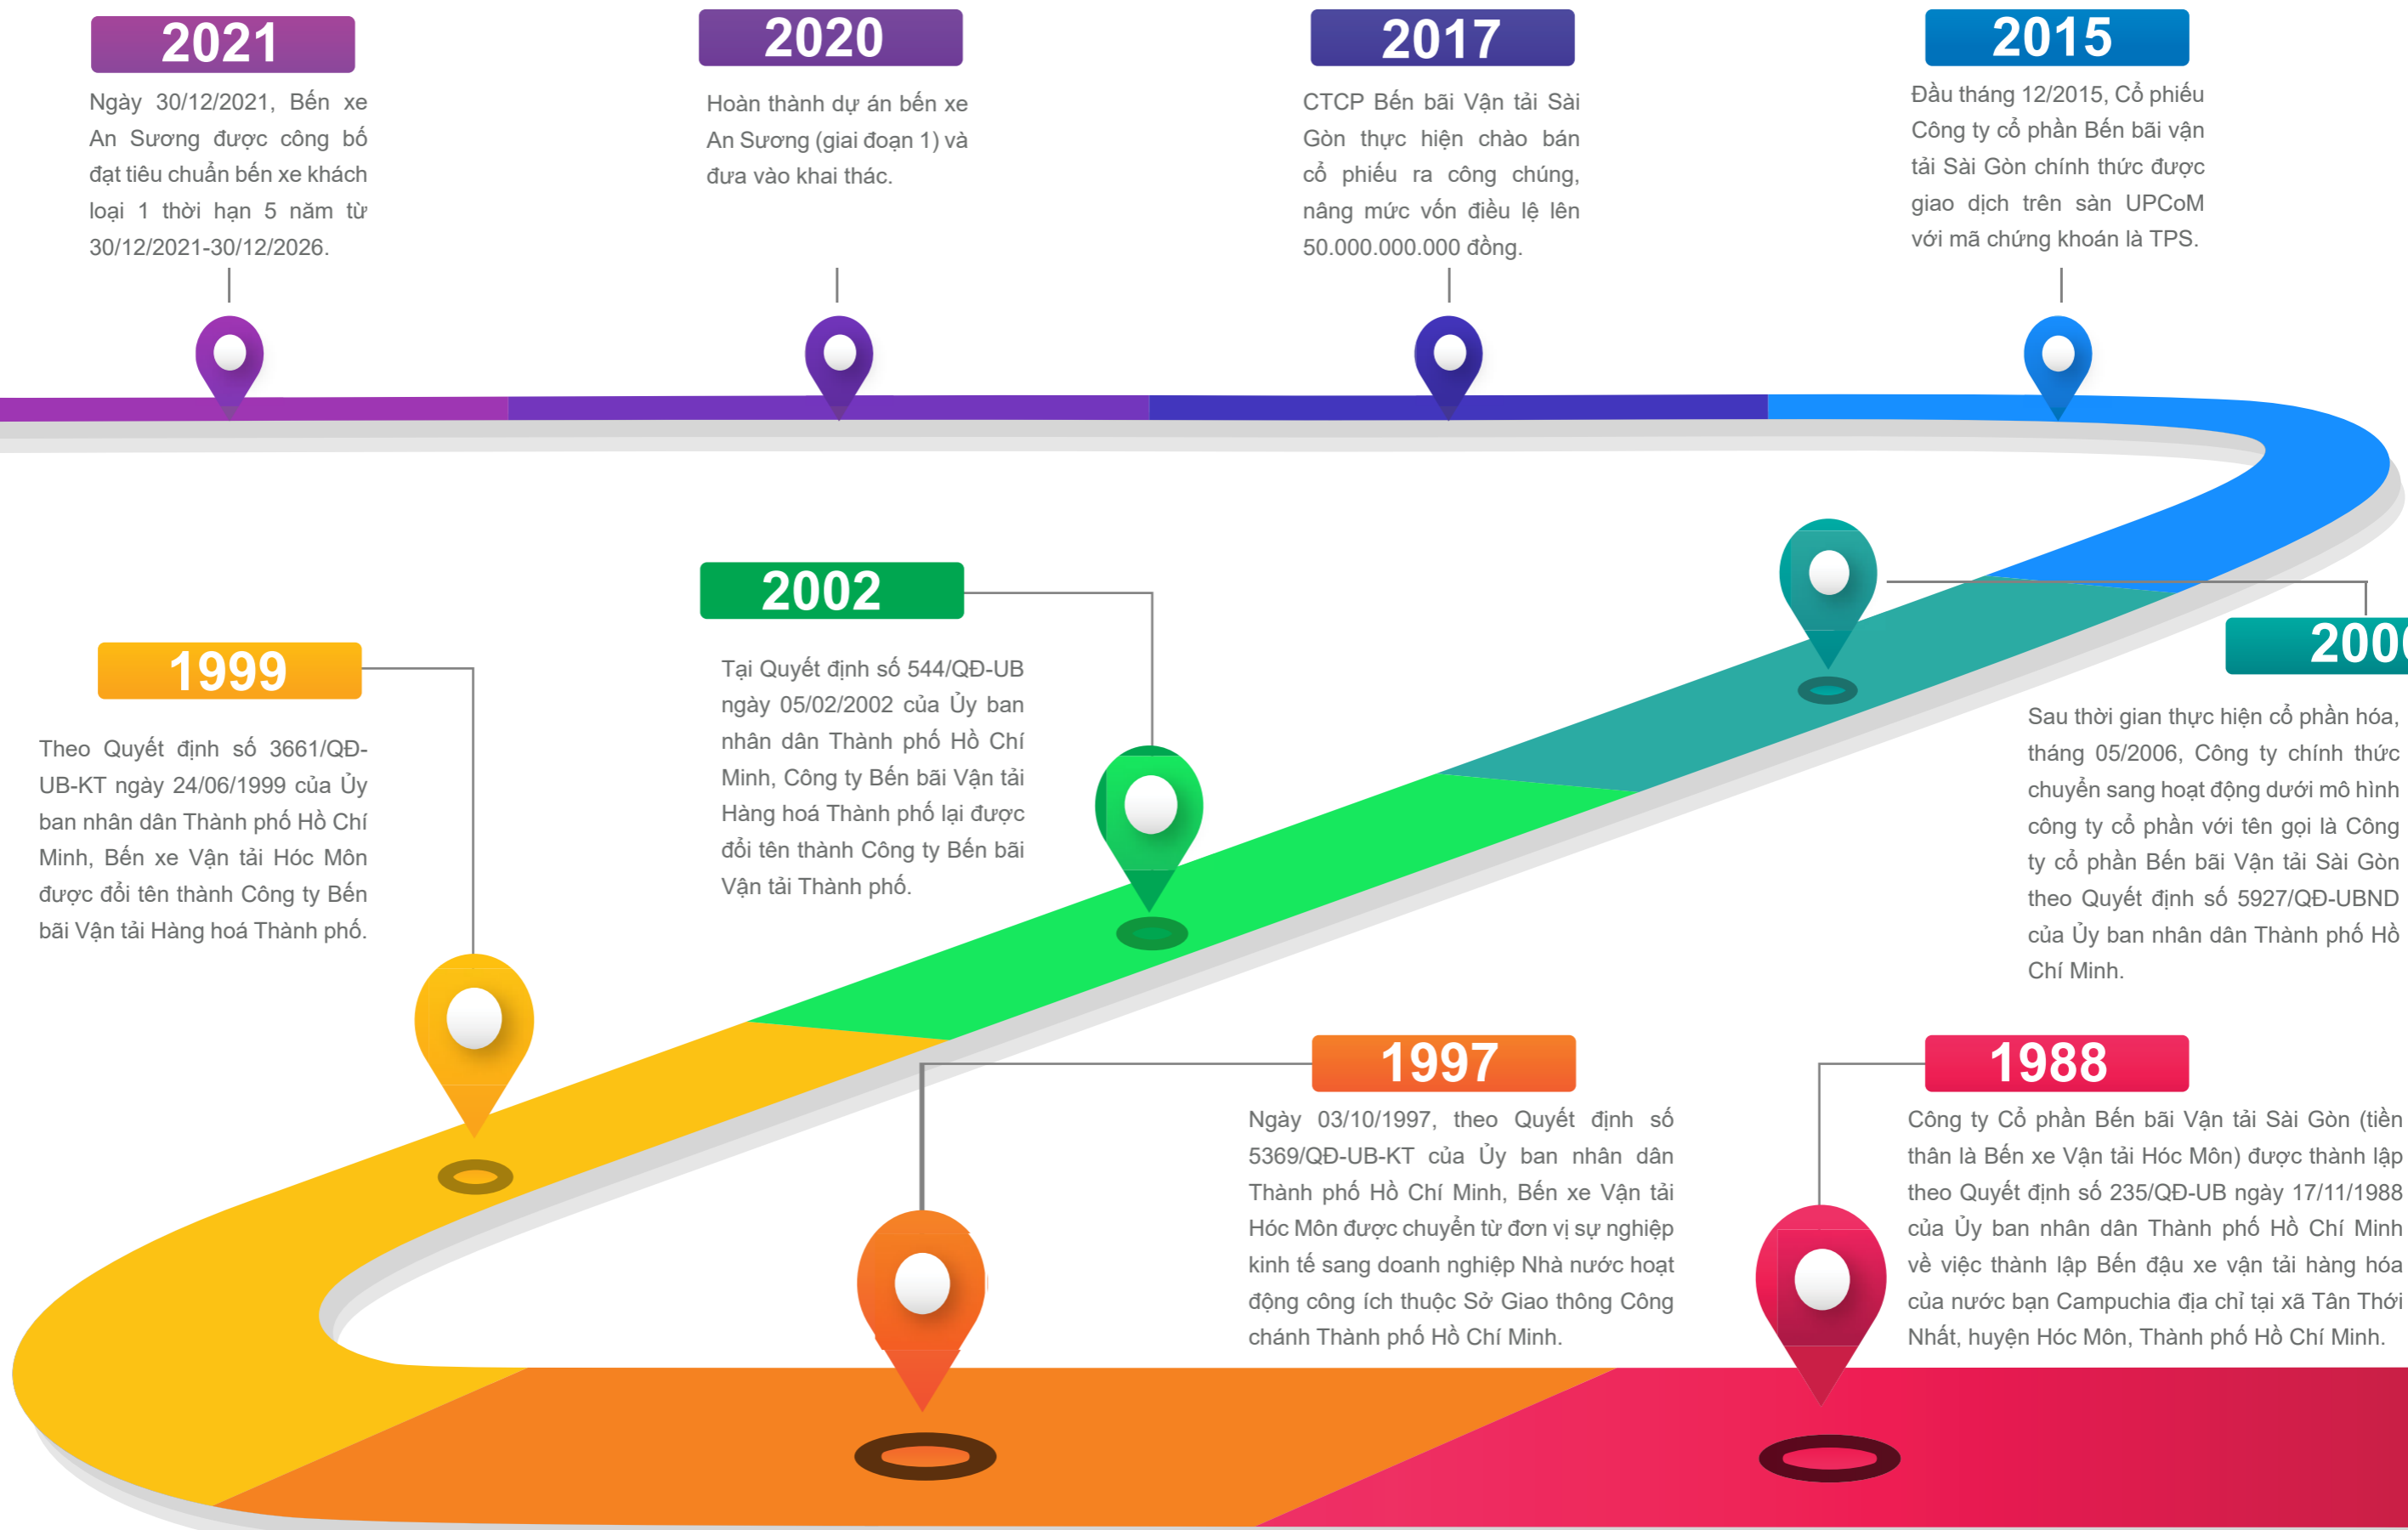 2021
Ngày 30/12/2021, Bến xe
An Sương được công bố
đạt tiêu chuẩn bến xe khách
loại 1 thời hạn 5 năm từ
30/12/2021-30/12/2026.
2020
Hoàn thành dự án bến xe
An Sương (giai đoạn 1) và
đưa vào khai thác.
2017
CTCP Bến bãi Vận tải Sài
Gòn thực hiện chào bán
cổ phiếu ra công chúng,
nâng mức vốn điều lệ lên
50.000.000.000 đồng.
2015
Đầu tháng 12/2015, Cổ phiếu
Công ty cổ phần Bến bãi vận
tải Sài Gòn chính thức được
giao dịch trên sàn UPCoM
với mã chứng khoán là TPS.
1999
Theo Quyết định số 3661/QĐ-
UB-KT ngày 24/06/1999 của Ủy
ban nhân dân Thành phố Hồ Chí
Minh, Bến xe Vận tải Hóc Môn
được đổi tên thành Công ty Bến
bãi Vận tải Hàng hoá Thành phố.
2002
Tại Quyết định số 544/QĐ-UB
ngày 05/02/2002 của Ủy ban
nhân dân Thành phố Hồ Chí
Minh, Công ty Bến bãi Vận tải
Hàng hoá Thành phố lại được
đổi tên thành Công ty Bến bãi
Vận tải Thành phố.
2006
Sau thời gian thực hiện cổ phần hóa,
tháng 05/2006, Công ty chính thức
chuyển sang hoạt động dưới mô hình
công ty cổ phần với tên gọi là Công
ty cổ phần Bến bãi Vận tải Sài Gòn
theo Quyết định số 5927/QĐ-UBND
của Ủy ban nhân dân Thành phố Hồ
Chí Minh.
1997
Ngày 03/10/1997, theo Quyết định số
5369/QĐ-UB-KT của Ủy ban nhân dân
Thành phố Hồ Chí Minh, Bến xe Vận tải
Hóc Môn được chuyển từ đơn vị sự nghiệp
kinh tế sang doanh nghiệp Nhà nước hoạt
động công ích thuộc Sở Giao thông Công
chánh Thành phố Hồ Chí Minh.
1988
Công ty Cổ phần Bến bãi Vận tải Sài Gòn (tiền
thân là Bến xe Vận tải Hóc Môn) được thành lập
theo Quyết định số 235/QĐ-UB ngày 17/11/1988
của Ủy ban nhân dân Thành phố Hồ Chí Minh
về việc thành lập Bến đậu xe vận tải hàng hóa
của nước bạn Campuchia địa chỉ tại xã Tân Thới
Nhất, huyện Hóc Môn, Thành phố Hồ Chí Minh.